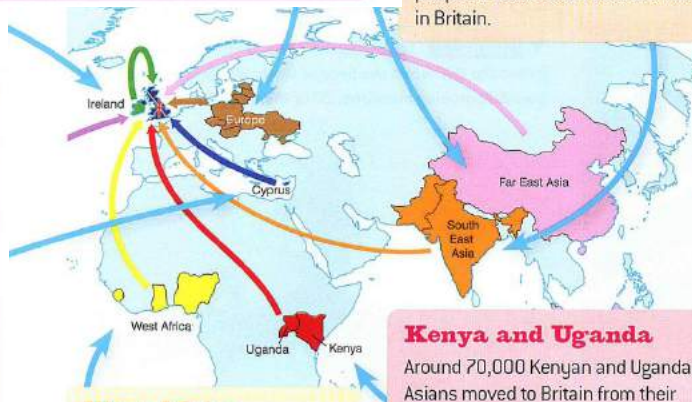 in Britain.
Ireland
Europe
Cyprus
Far East Asia
South
East
Asia
West Africa
Uganda
Kenya
Kenya and Uganda
Around 70,000 Kenyan and Uganda
Asians moved to Britain from their